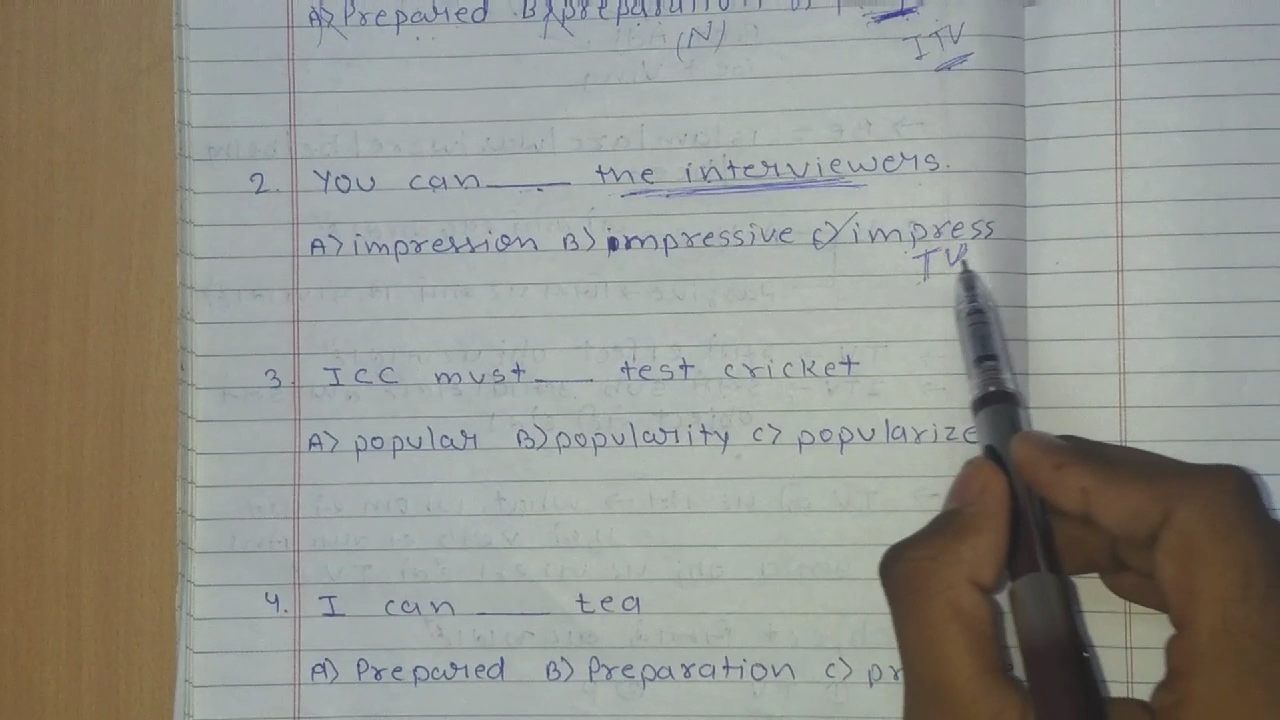 A) Prepared B) preparation
(N)
ITV
2. You can ___ the interviewers.
A) impression B) impressive C) impress
TV
3. ICC must ___ test cricket
A) popular B) popularity C) popularize
4. I can ___ tea
A) Prepared B) Preparation C) pr